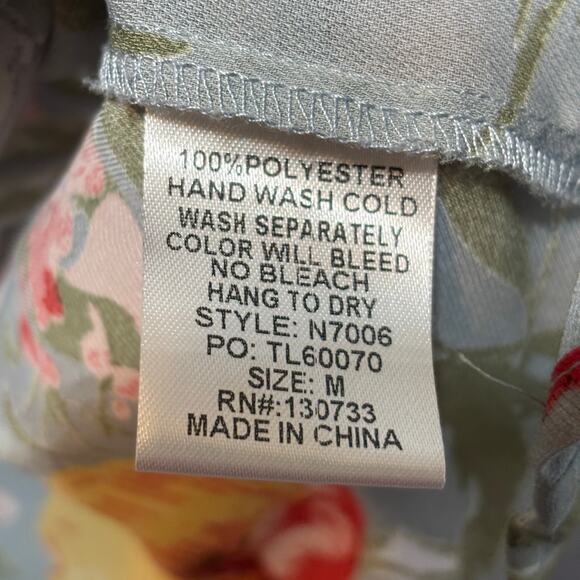 100%POLYESTER
HAND WASH COLD
WASH SEPARATELY
COLOR WILL BLEED
NO BLEACH
HANG TO DRY
STYLE: N7006
PO: TL60070
SIZE: M
RN#:130733
MADE IN CHINA